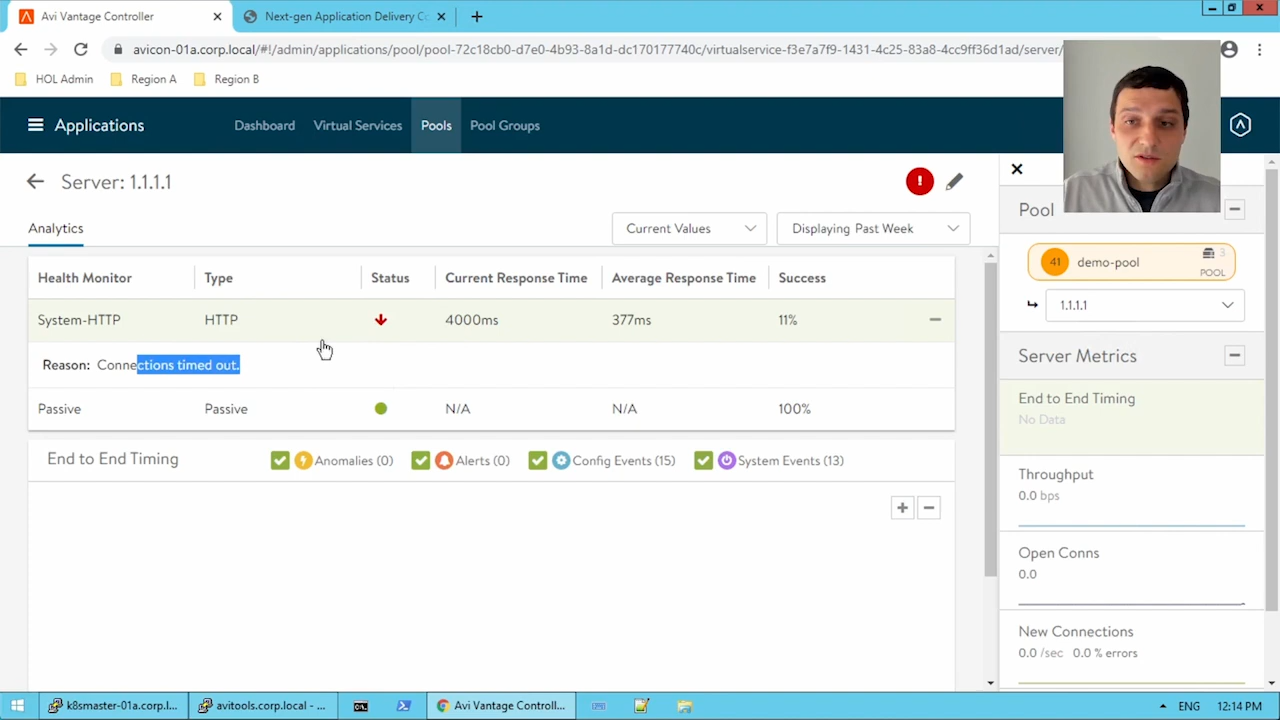 Avi Vantage Controller
Next-gen Application Delivery Co
avicon-01a.corp.local/#!/admin/applications/pool/pool-72c18cb0-d7e0-4b93-8a1d-dc170177740c/virtualservice-f3e7a7f9-1431-4c25-83a8-4cc9ff36d1ad/server/
HOL Admin Region A Region B
Applications Dashboard Virtual Services Pools Pool Groups
Server: 1.1.1.1
Analytics Current Values Displaying Past Week
Health Monitor Type Status Current Response Time Average Response Time Success
System-HTTP HTTP 4000ms 377ms 11%
Reason: Connections timed out.
Passive Passive N/A N/A 100%
End to End Timing Anomalies (0) Alerts (0) Config Events (15) System Events (13)
Pool
41 demo-pool 3
POOL
1.1.1.1
Server Metrics
End to End Timing
No Data
Throughput
0.0 bps
Open Conns
0.0
New Connections
0.0 /sec 0.0 % errors
k8smaster-01a.corp.l... avitools.corp.local - ... Avi Vantage Controll... ENG 12:14 PM